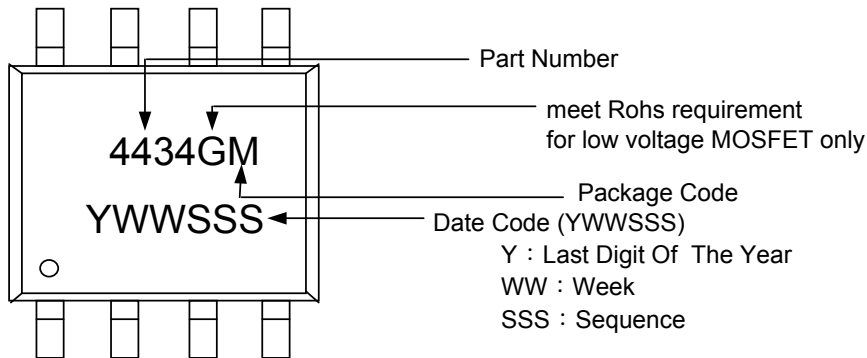 Part Number
meet Rohs requirement
for low voltage MOSFET only
4434GM
Package Code
YWWSSS
Date Code (YWWSSS)
Y：Last Digit Of The Year
WW：Week
SSS：Sequence